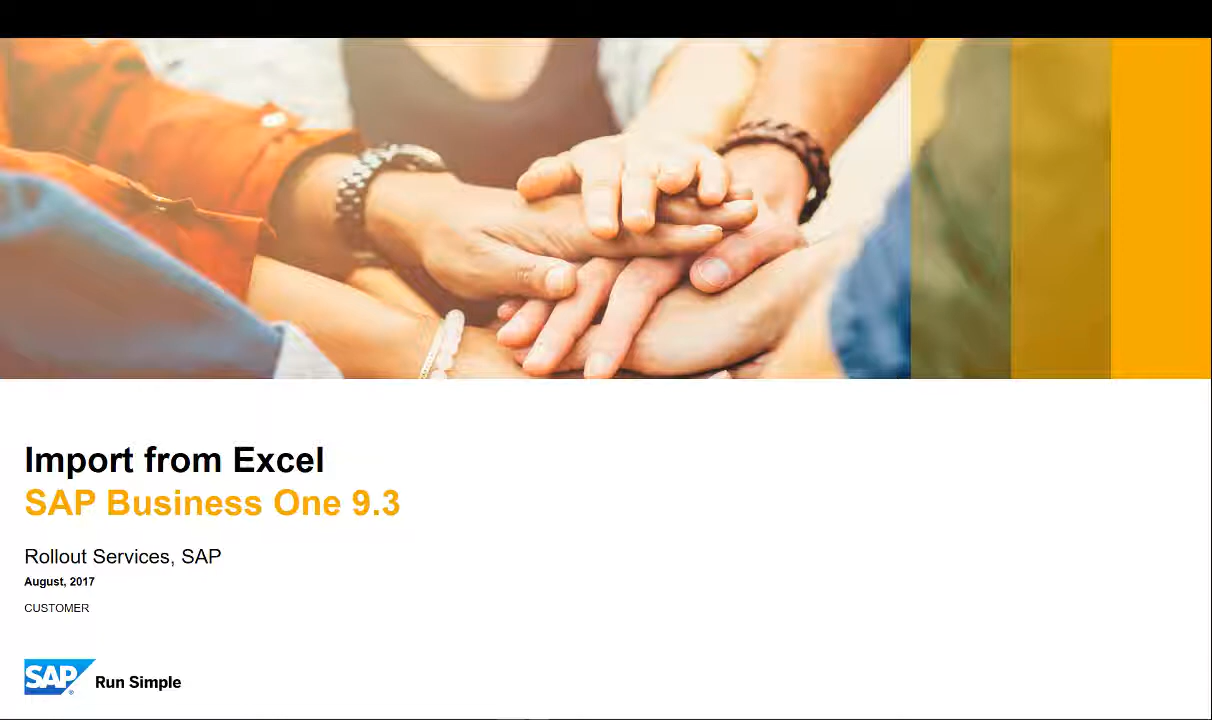 Import from Excel
SAP Business One 9.3
Rollout Services, SAP
August, 2017
CUSTOMER
SAP® Run Simple